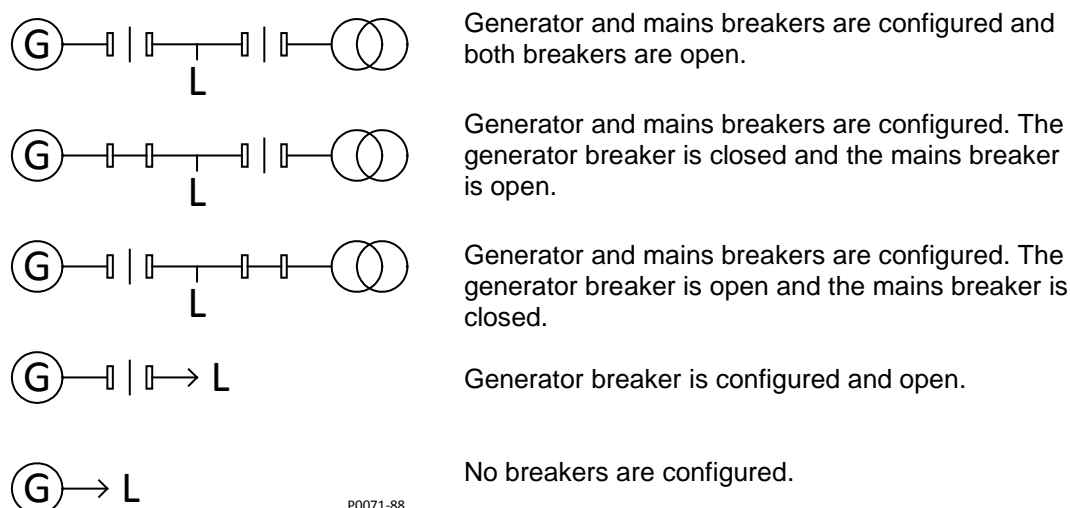 G L
Generator and mains breakers are configured and
both breakers are open.
G L
Generator and mains breakers are configured. The
generator breaker is closed and the mains breaker
is open.
G L
Generator and mains breakers are configured. The
generator breaker is open and the mains breaker is
closed.
G L
Generator breaker is configured and open.
G L
No breakers are configured.
P0071-88